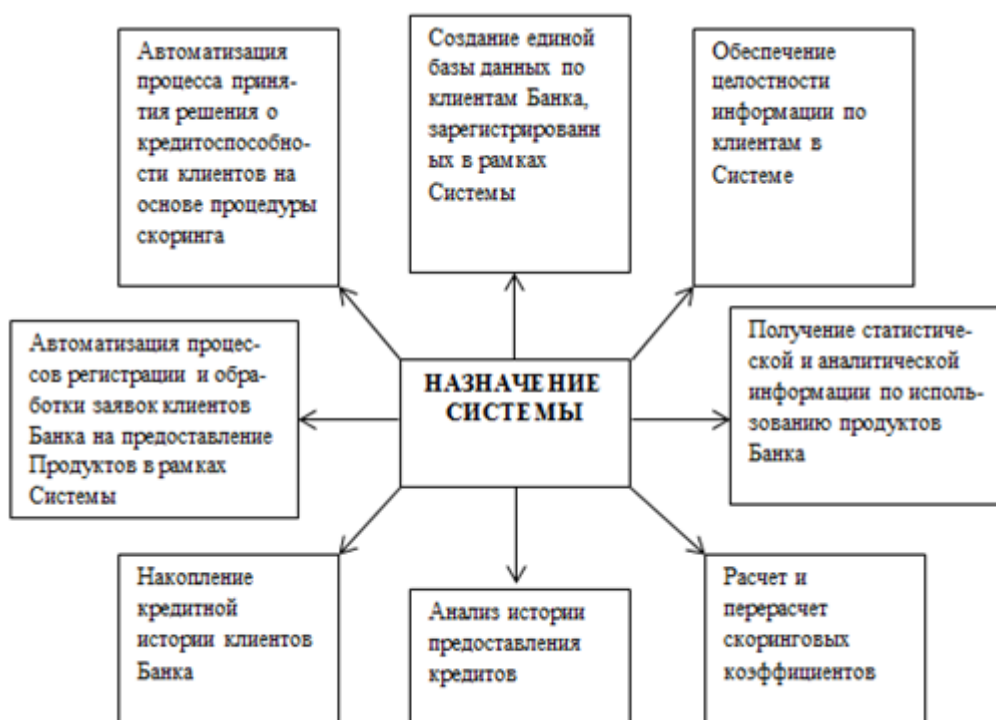 Автоматизация
процесса приня-
тия решения о
кредитоспособно-
сти клиентов на
основе процедуры
скоринга
Создание единой
базы данных по
клиентам Банка,
зарегистрированн
ых в рамках
Системы
Обеспечение
целостности
информации по
клиентам в
Системе
Автоматизация процес-
сов регистрации и обра-
ботки заявок клиентов
Банка на предоставление
Продуктов в рамках
Системы
НАЗНАЧЕНИЕ
СИСТЕМЫ
Получение статистиче-
ской и аналитической
информации по исполь-
зованию продуктов
Банка
Накопление
кредитной
истории клиентов
Банка
Анализ истории
предоставления
кредитов
Расчет и
перерасчет
скоринговых
коэффициентов